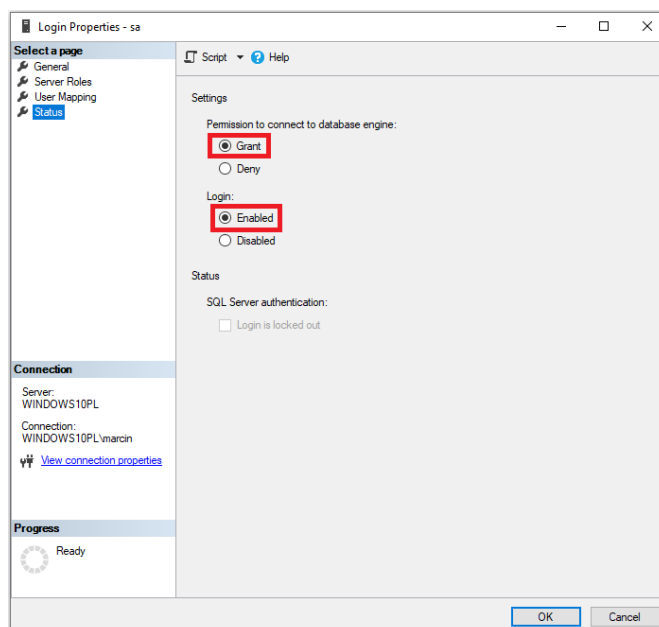 Login Properties - sa
Select a page
General
Server Roles
User Mapping
Status
Script
Help
Settings
Permission to connect to database engine:
Grant
Deny
Login:
Enabled
Disabled
Status
SQL Server authentication:
Login is locked out
Connection
Server:
WINDOWS10PL
Connection:
WINDOWS10PL\marcin
View connection properties
Progress
Ready
OK
Cancel